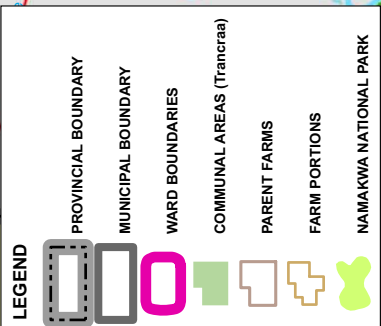 LEGEND
PROVINCIAL BOUNDARY
MUNICIPAL BOUNDARY
WARD BOUNDARIES
COMMUNAL AREAS (Trancraa)
PARENT FARMS
FARM PORTIONS
NAMAKWA NATIONAL PARK